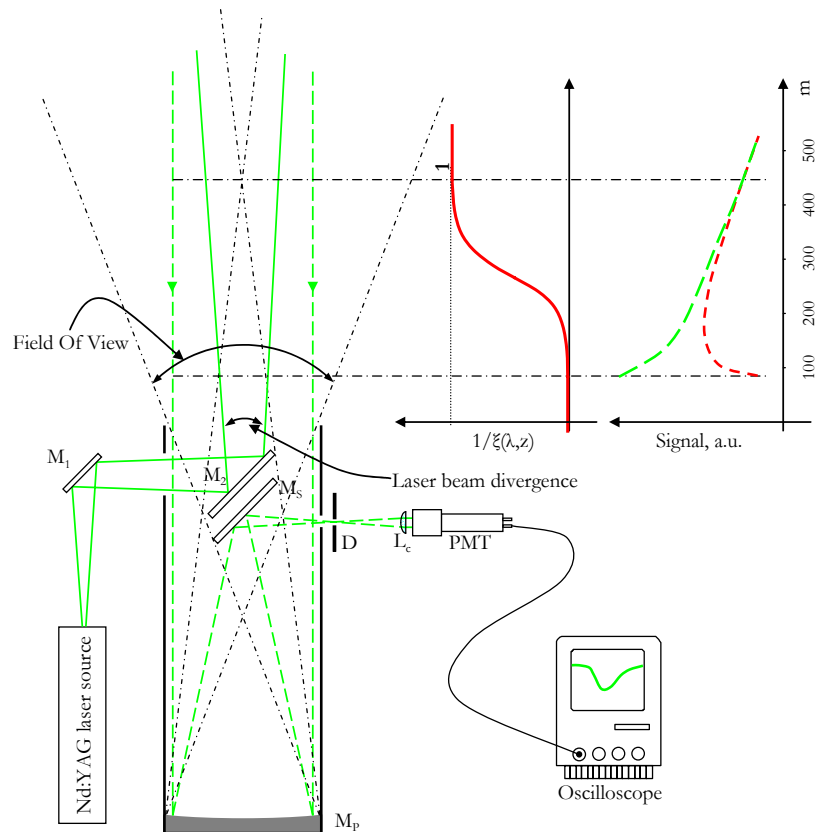 m
500
400
300
200
100
1
1/ξ(λ,z)
Signal, a.u.
Field Of View
Laser beam divergence
M₁
M₂
Mₛ
D
L꜀
PMT
Nd:YAG laser source
Oscilloscope
Mₚ